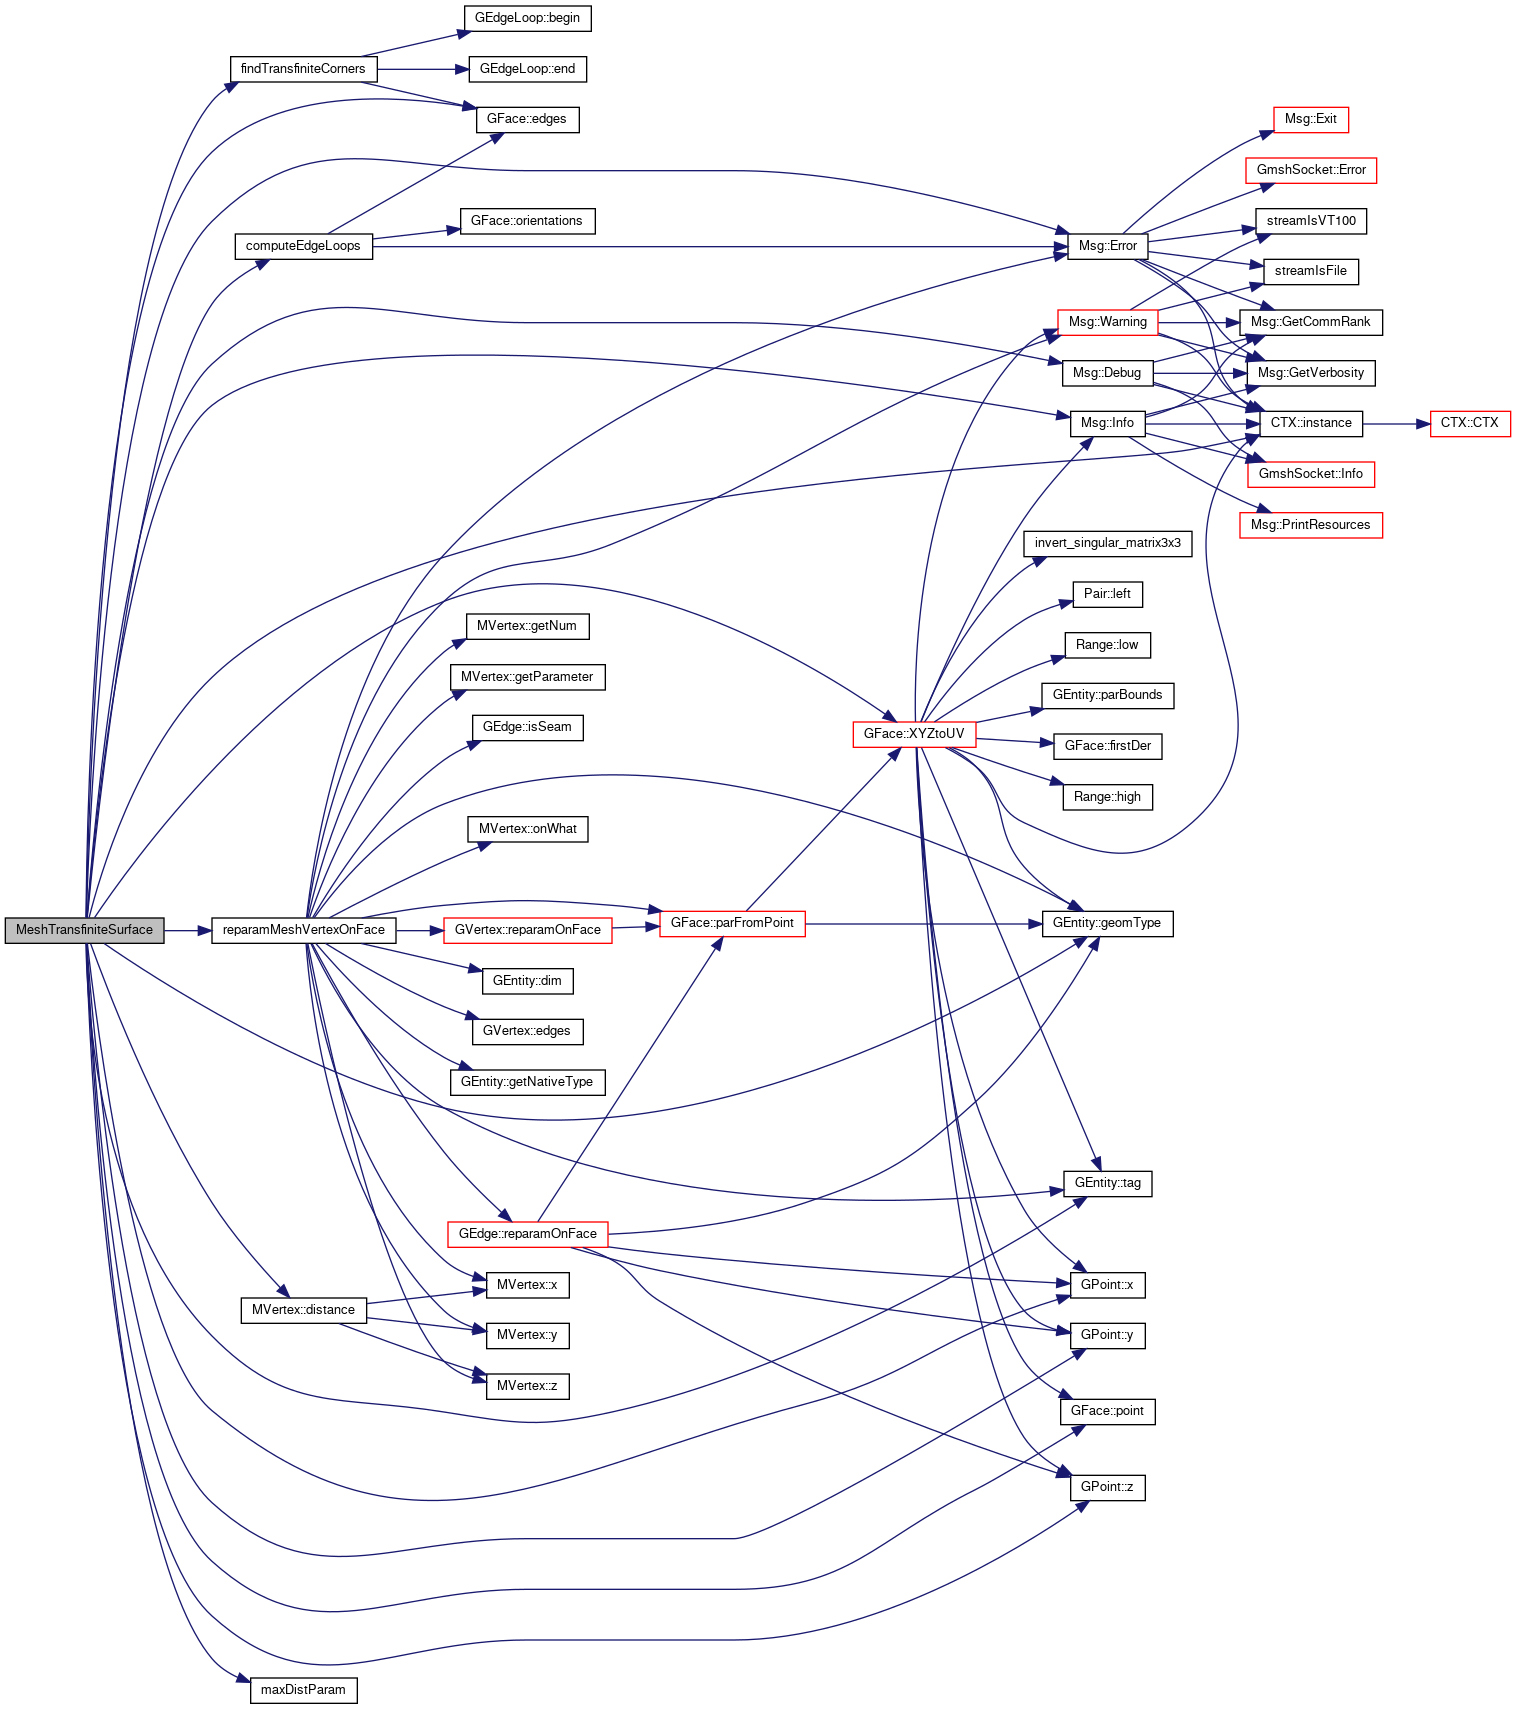 GEdgeLoop::begin
findTransfiniteCorners
GEdgeLoop::end
GFace::edges
Msg::Exit
GmshSocket::Error
GFace::orientations
streamIsVT100
computeEdgeLoops
Msg::Error
streamIsFile
Msg::Warning
Msg::GetCommRank
Msg::Debug
Msg::GetVerbosity
Msg::Info
CTX::instance
CTX::CTX
GmshSocket::Info
Msg::PrintResources
invert_singular_matrix3x3
Pair::left
MVertex::getNum
Range::low
MVertex::getParameter
GEntity::parBounds
GEdge::isSeam
GFace::XYZtoUV
GFace::firstDer
Range::high
MVertex::onWhat
MeshTransfiniteSurface
reparamMeshVertexOnFace
GVertex::reparamOnFace
GFace::parFromPoint
GEntity::geomType
GEntity::dim
GVertex::edges
GEntity::getNativeType
GEntity::tag
GEdge::reparamOnFace
MVertex::x
GPoint::x
MVertex::distance
MVertex::y
GPoint::y
MVertex::z
GFace::point
GPoint::z
maxDistParam